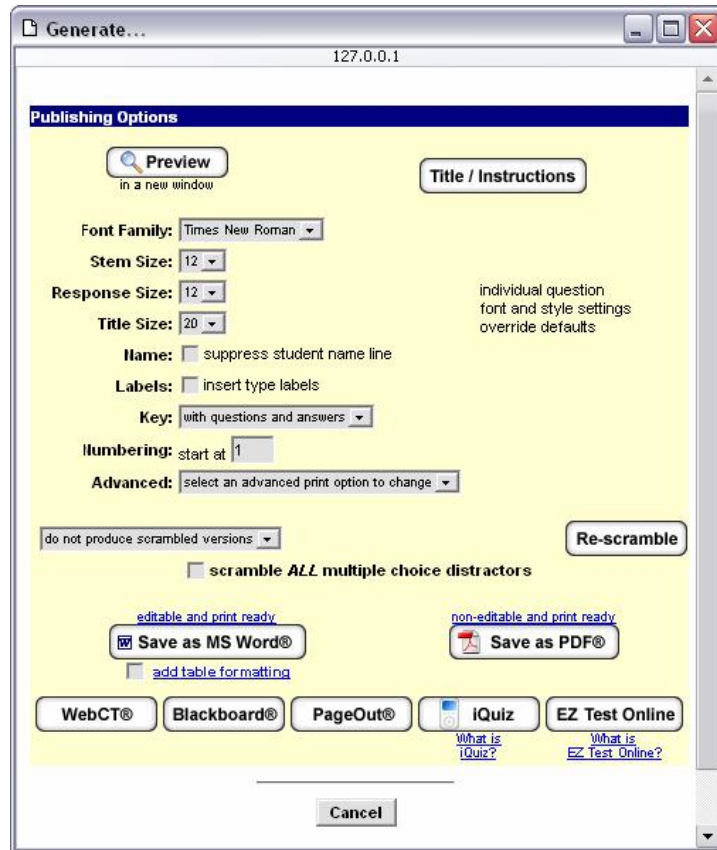 Generate...
127.0.0.1
Publishing Options
Preview
in a new window
Title / Instructions
Font Family: Times New Roman
Stem Size: 12
Response Size: 12
Title Size: 20
individual question
font and style settings
override defaults
Name: suppress student name line
Labels: insert type labels
Key: with questions and answers
Numbering: start at 1
Advanced: select an advanced print option to change
do not produce scrambled versions
Re-scramble
scramble ALL multiple choice distractors
editable and print ready
Save as MS Word®
add table formatting
non-editable and print ready
Save as PDF®
WebCT®
Blackboard®
PageOut®
iQuiz
EZ Test Online
What is
iQuiz?
What is
EZ Test Online?
Cancel